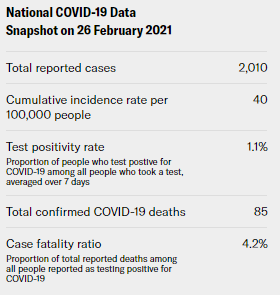 National COVID-19 Data
Snapshot on 26 February 2021
Total reported cases 2,010
Cumulative incidence rate per 40
100,000 people
Test positivity rate 1.1%
Proportion of people who test postive for
COVID-19 among all people who took a test,
averaged over 7 days
Total confirmed COVID-19 deaths 85
Case fatality ratio 4.2%
Proportion of total reported deaths among
all people reported as testing positive for
COVID-19